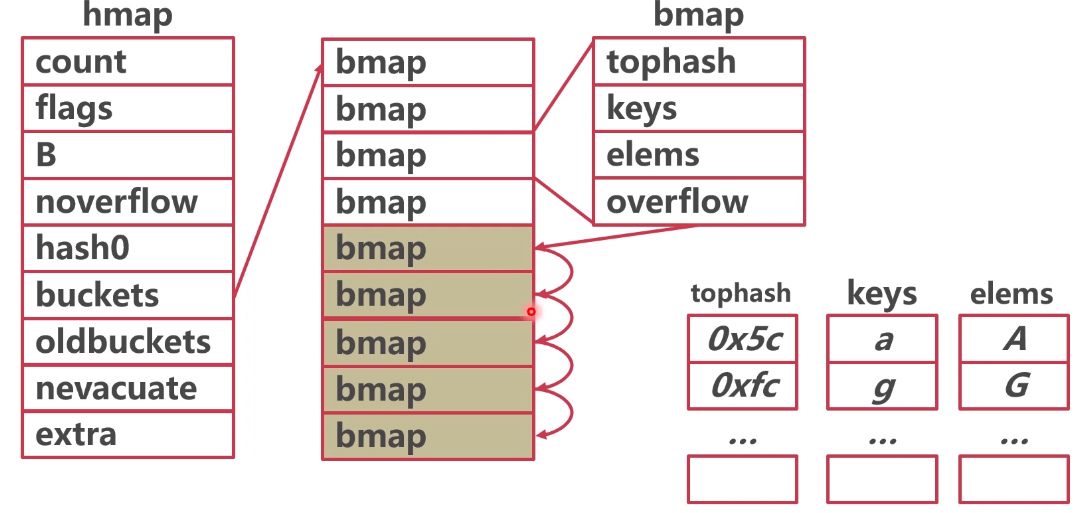 hmap
count
flags
B
noverflow
hash0
buckets
oldbuckets
nevacuate
extra
bmap
bmap
bmap
bmap
bmap
bmap
bmap
bmap
bmap
bmap
tophash
keys
elems
overflow
tophash keys elems
0x5c a A
0xfc g G
... ... ...